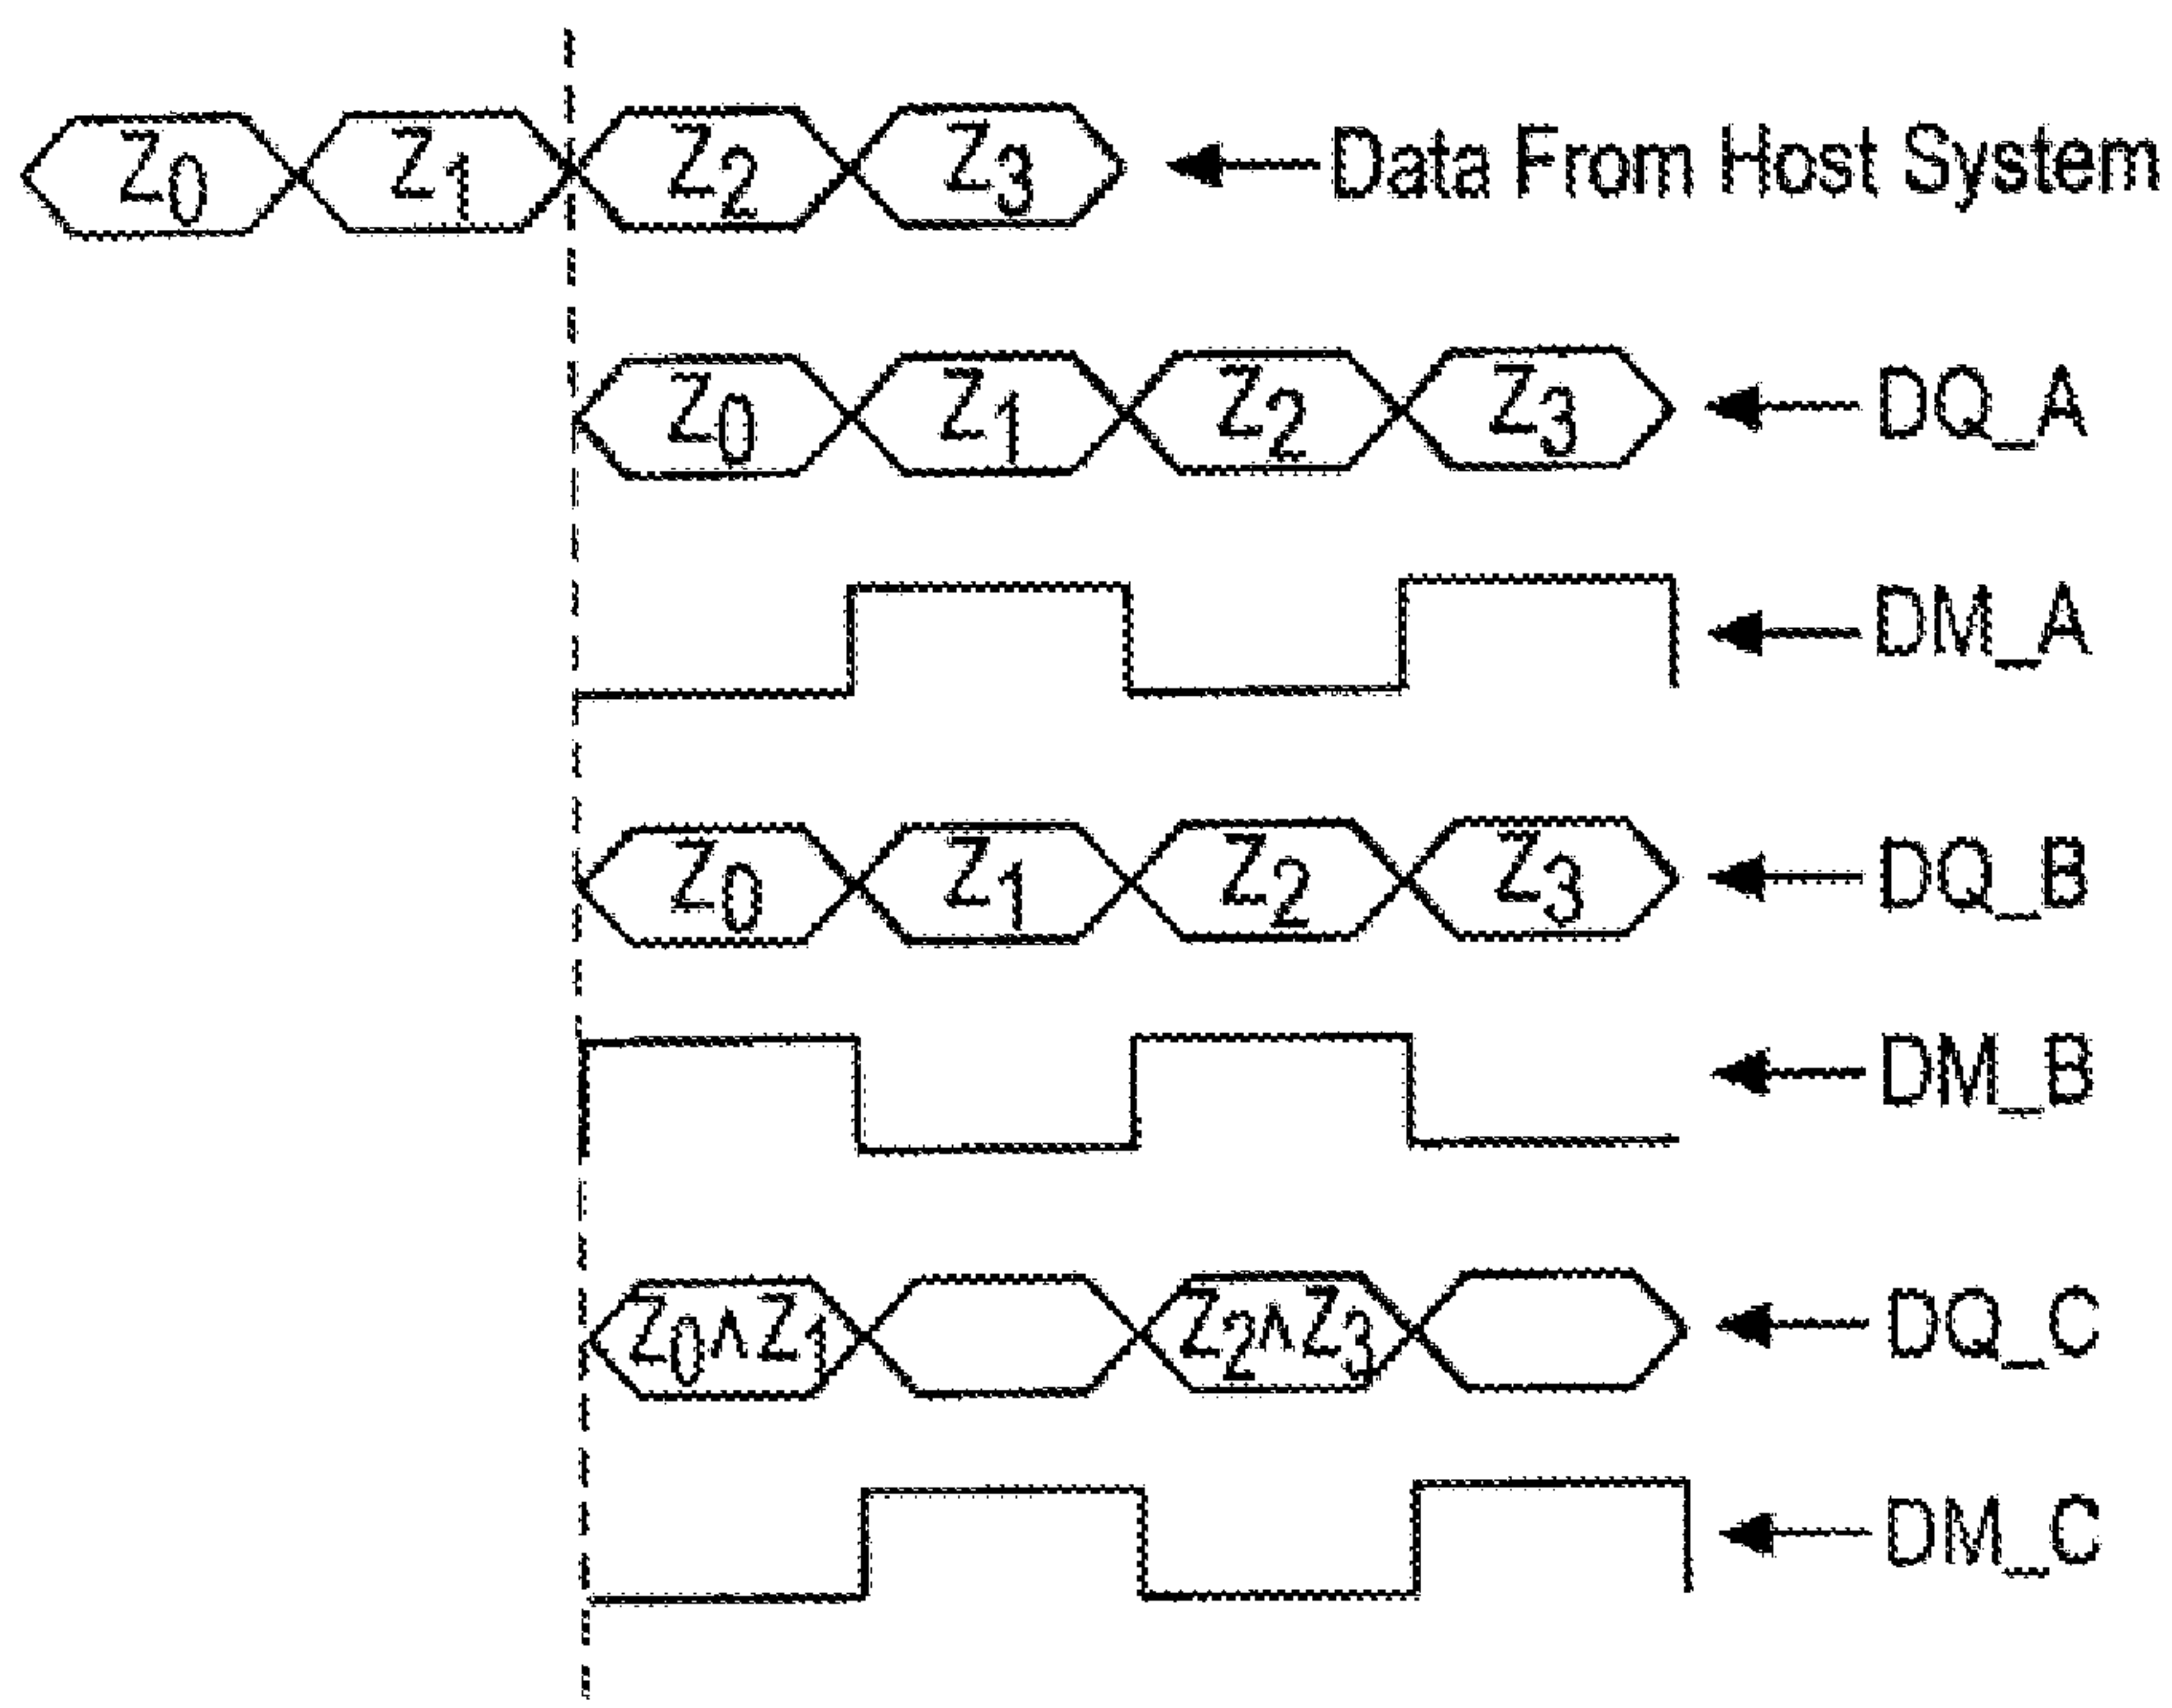 Z0 Z1 Z2 Z3 Data From Host System
Z0 Z1 Z2 Z3 DQ_A
DM_A
Z0 Z1 Z2 Z3 DQ_B
DM_B
Z0∧Z1 Z2∧Z3 DQ_C
DM_C